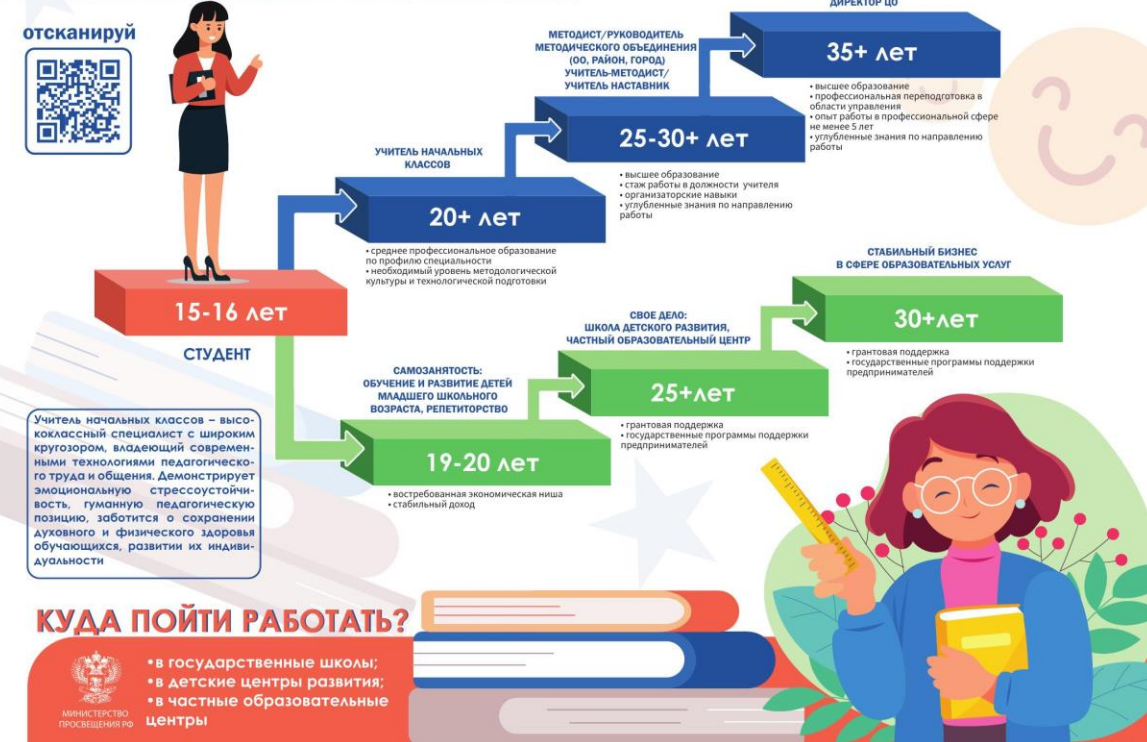 ДИРЕКТОР ЦО
отсканируй
35+ лет
• высшее образование
• профессиональная переподготовка в
области управления
• опыт работы в профессиональной сфере
не менее 5 лет
• углубленные знания по направлению
работы
МЕТОДИСТ/РУКОВОДИТЕЛЬ
МЕТОДИЧЕСКОГО ОБЪЕДИНЕНИЯ
(ОО, РАЙОН, ГОРОД)
УЧИТЕЛЬ-МЕТОДИСТ/
УЧИТЕЛЬ НАСТАВНИК
25-30+ лет
• высшее образование
• стаж работы в должности учителя
• организаторские навыки
• углубленные знания по направлению
работы
УЧИТЕЛЬ НАЧАЛЬНЫХ
КЛАССОВ
20+ лет
• среднее профессиональное образование
по профилю специальности
• необходимый уровень методологической
культуры и технологической подготовки
15-16 лет
СТУДЕНТ
СТАБИЛЬНЫЙ БИЗНЕС
В СФЕРЕ ОБРАЗОВАТЕЛЬНЫХ УСЛУГ
30+лет
• грантовая поддержка
• государственные программы поддержки
предпринимателей
СВОЕ ДЕЛО:
ШКОЛА ДЕТСКОГО РАЗВИТИЯ,
ЧАСТНЫЙ ОБРАЗОВАТЕЛЬНЫЙ ЦЕНТР
25+лет
• грантовая поддержка
• государственные программы поддержки
предпринимателей
САМОЗАНЯТОСТЬ:
ОБУЧЕНИЕ И РАЗВИТИЕ ДЕТЕЙ
МЛАДШЕГО ШКОЛЬНОГО
ВОЗРАСТА, РЕПЕТИТОРСТВО
19-20 лет
• востребованная экономическая ниша
• стабильный доход
Учитель начальных классов – высо-
коклассный специалист с широким
кругозором, владеющий современ-
ными технологиями педагогическо-
го труда и общения. Демонстрирует
эмоциональную стрессоустойчи-
вость, гуманную педагогическую
позицию, заботится о сохранении
духовного и физического здоровья
обучающихся, развитии их индиви-
дуальности
КУДА ПОЙТИ РАБОТАТЬ?
•в государственные школы;
•в детские центры развития;
•в частные образовательные
центры
МИНИСТЕРСТВО
ПРОСВЕЩЕНИЯ РФ